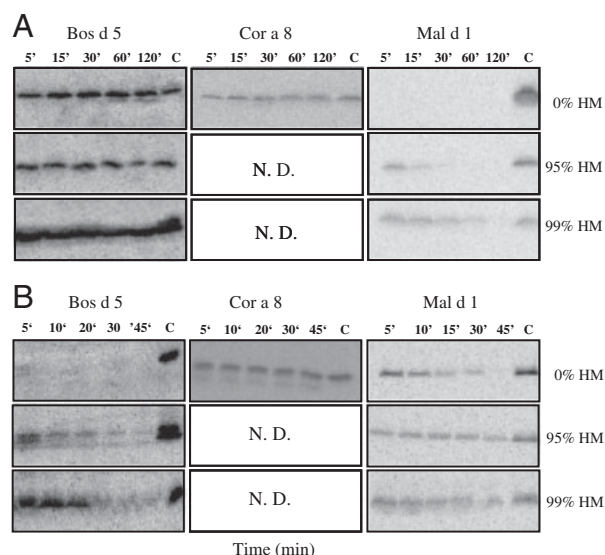 A
Bos d 5 Cor a 8 Mal d 1
5’ 15’ 30’ 60’ 120’ C 5’ 15’ 30’ 60’ 120’ C 5’ 15’ 30’ 60’ 120’ C
0% HM
N. D. 95% HM
N. D. 99% HM
B
Bos d 5 Cor a 8 Mal d 1
5‘ 10‘ 20‘ 30 ’45‘ C 5‘ 10‘ 20‘ 30‘ 45‘ C 5’ 10’ 15’ 30’ 45’ C
0% HM
N. D. 95% HM
N. D. 99% HM
Time (min)